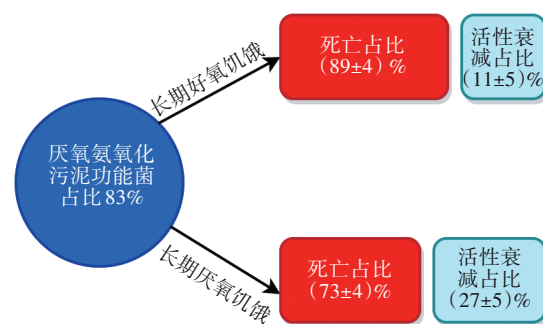 死亡占比
(89±4) %
活性衰
减占比
(11±5)%
长期好氧饥饿
厌氧氨氧化
污泥功能菌
占比83%
长期厌氧饥饿
死亡占比
(73±4)%
活性衰
减占比
(27±5)%